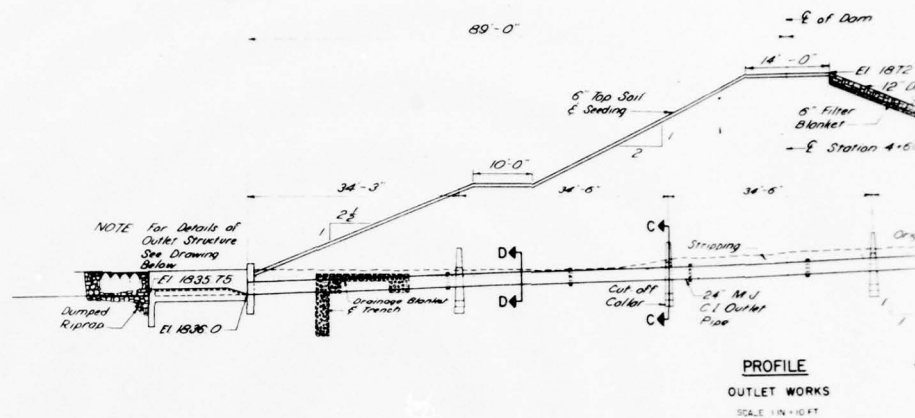 ℄ of Dam
89'-0"
14'-0"
El 1872
12" D
6" Top Soil
& Seeding
6" Filter
Blanket
1
2
℄ Station 4+6
10'-0"
34'-3"
34'-6"
34'-6"
2½
1
NOTE For Details of
Outlet Structure
See Drawing
Below
El 1835.75
C
D
Stripping
Ori
Dumped
Riprap
El 1836.0
Drainage Blanket
& Trench
D
Cut off
Collar
C
24" M.J.
C.I. Outlet
Pipe
1
PROFILE
OUTLET WORKS
SCALE 1 IN = 10 FT